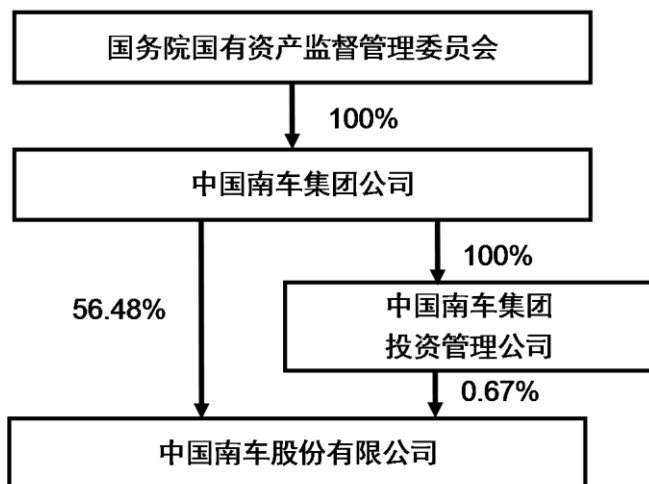 国务院国有资产监督管理委员会
100%
中国南车集团公司
100%
56.48%
中国南车集团
投资管理公司
0.67%
中国南车股份有限公司